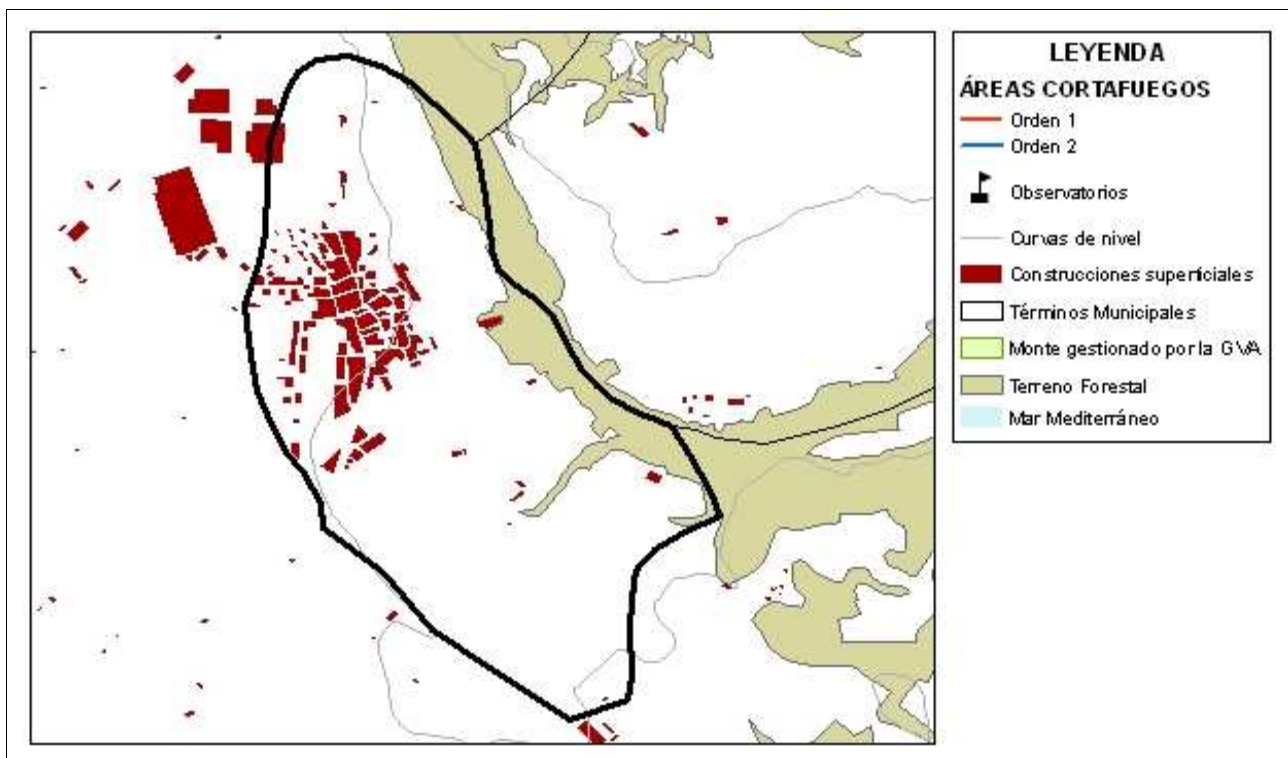 LEYENDA
ÁREAS CORTAFUEGOS
Orden 1
Orden 2
Observatorios
Curvas de nivel
Construcciones superficiales
Términos Municipales
Monte gestionado por la GVA
Terreno Forestal
Mar Mediterráneo